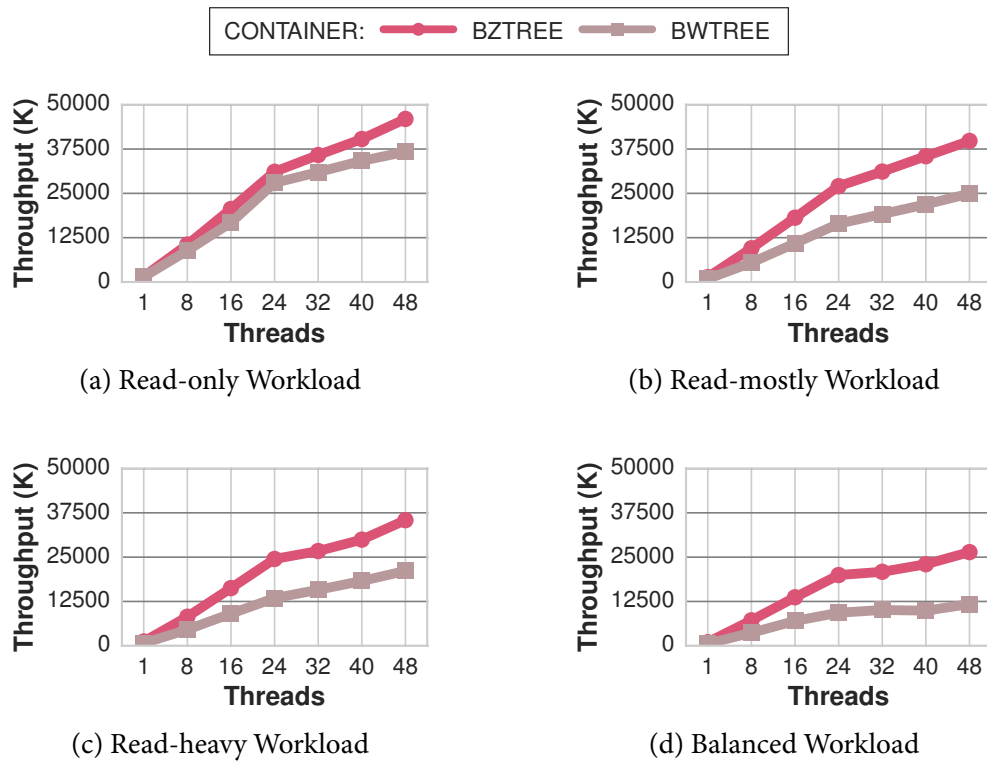 CONTAINER: BZTREE BWTREE
Throughput (K)
50000
37500
25000
12500
0
1 8 16 24 32 40 48
Threads
(a) Read-only Workload
Throughput (K)
50000
37500
25000
12500
0
1 8 16 24 32 40 48
Threads
(b) Read-mostly Workload
Throughput (K)
50000
37500
25000
12500
0
1 8 16 24 32 40 48
Threads
(c) Read-heavy Workload
Throughput (K)
50000
37500
25000
12500
0
1 8 16 24 32 40 48
Threads
(d) Balanced Workload